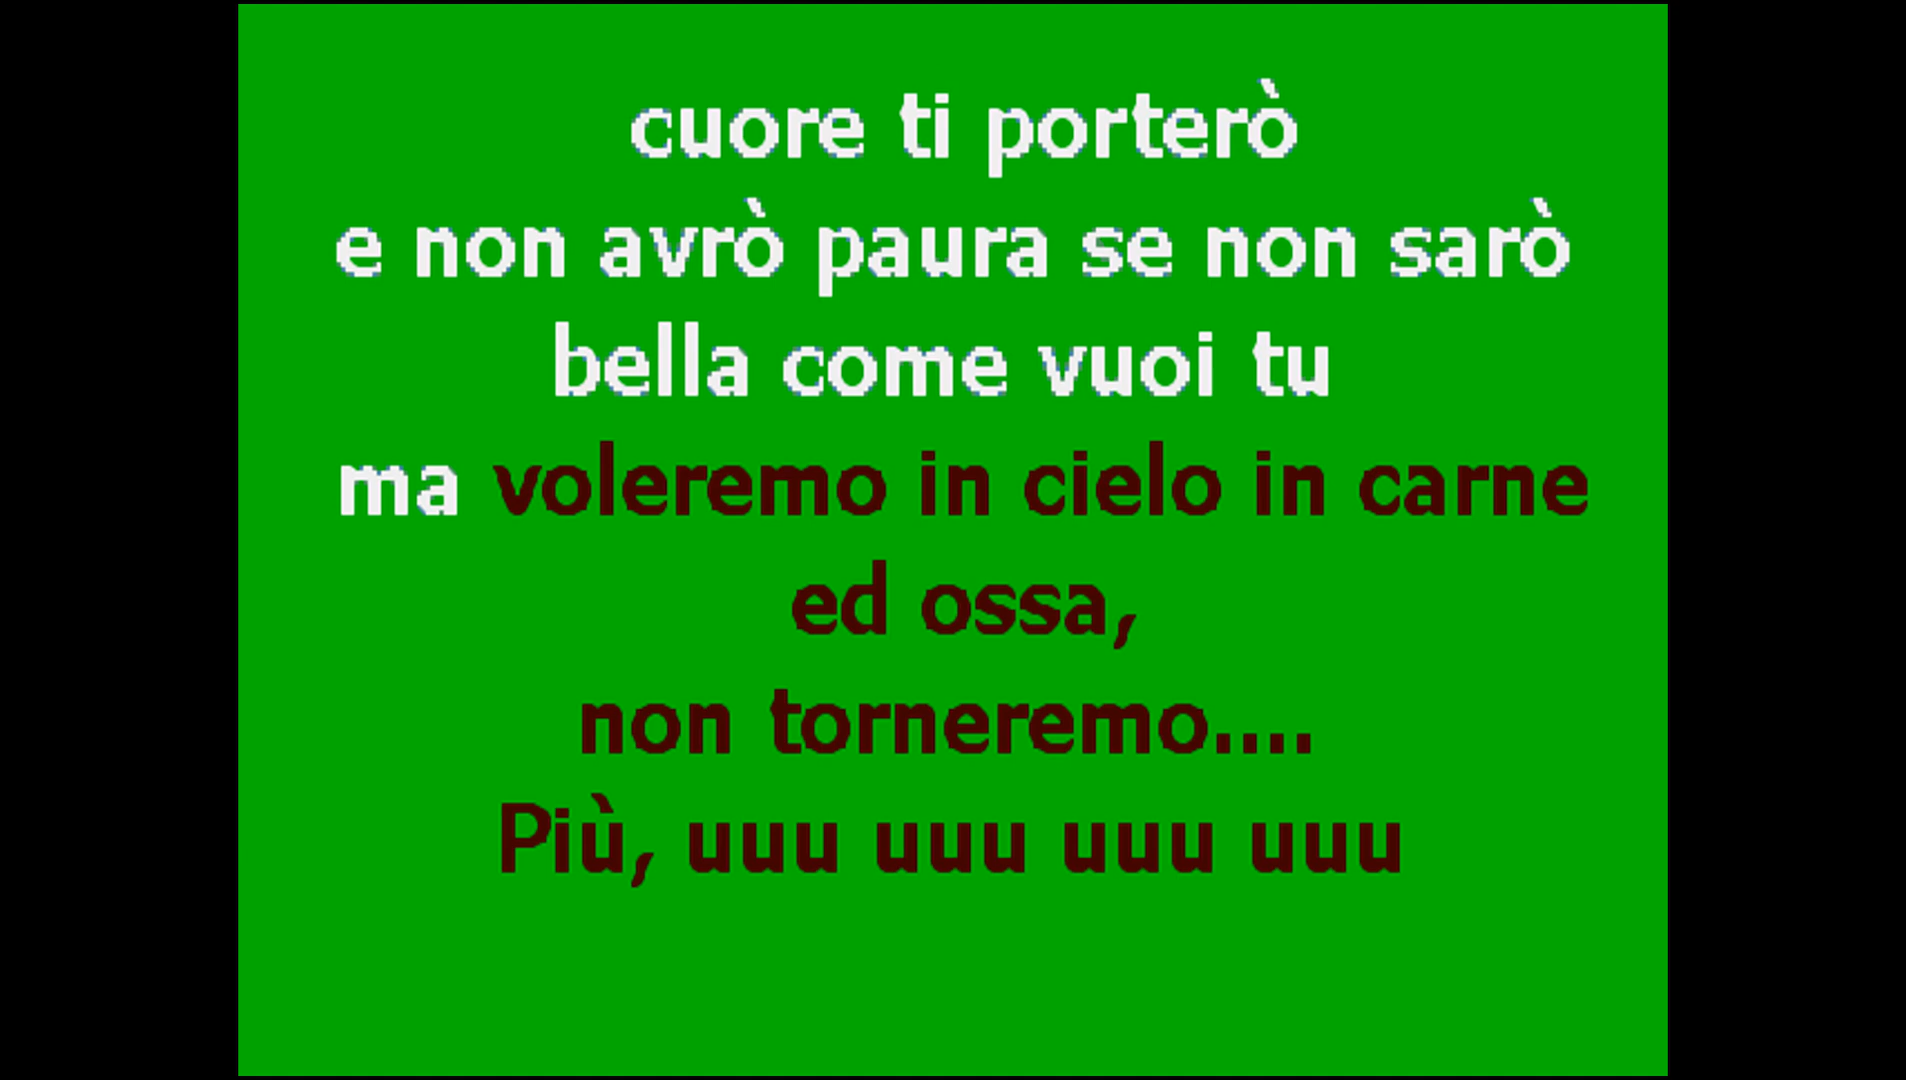 cuore ti porterò
e non avrò paura se non sarò
bella come vuoi tu
ma voleremo in cielo in carne
ed ossa,
non torneremo....
Più, uuu uuu uuu uuu